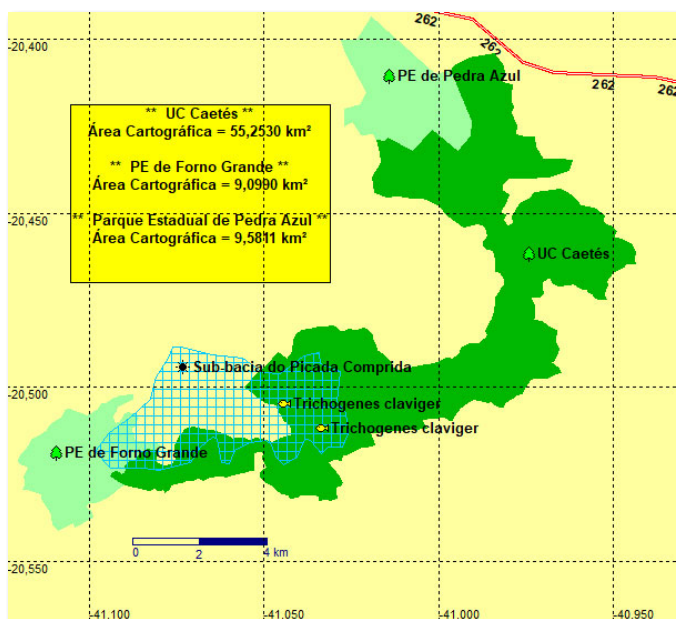 262
262
262
262
-20,400
PE de Pedra Azul
** UC Caetés **
Área Cartográfica = 55,2530 km²
** PE de Forno Grande **
Área Cartográfica = 9,0990 km²
** Parque Estadual de Pedra Azul **
Área Cartográfica = 9,5811 km²
-20,450
UC Caetés
Sub-bacia do Picada Comprida
-20,500
Trichogenes claviger
Trichogenes claviger
PE de Forno Grande
0 2 4 km
-20,550
-41.100 -41.050 -41.000 -40.950